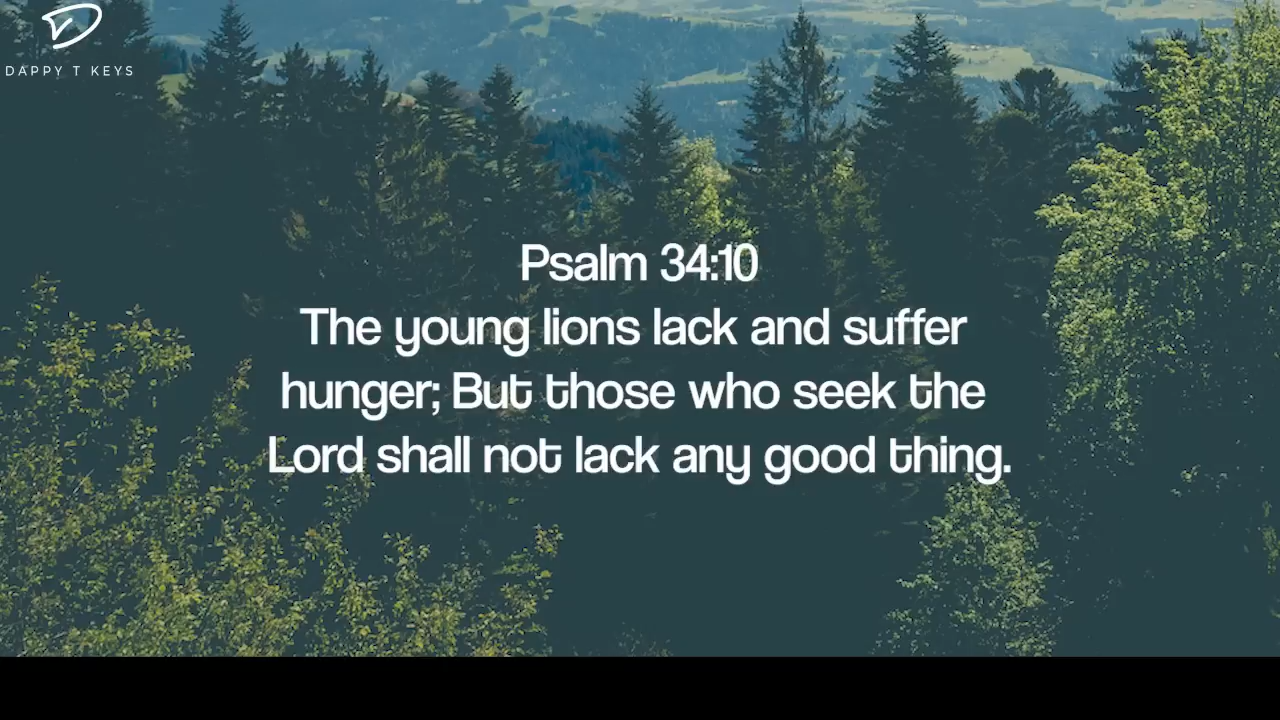 DAPPY T KEYS
Psalm 34:10
The young lions lack and suffer
hunger; But those who seek the
Lord shall not lack any good thing.